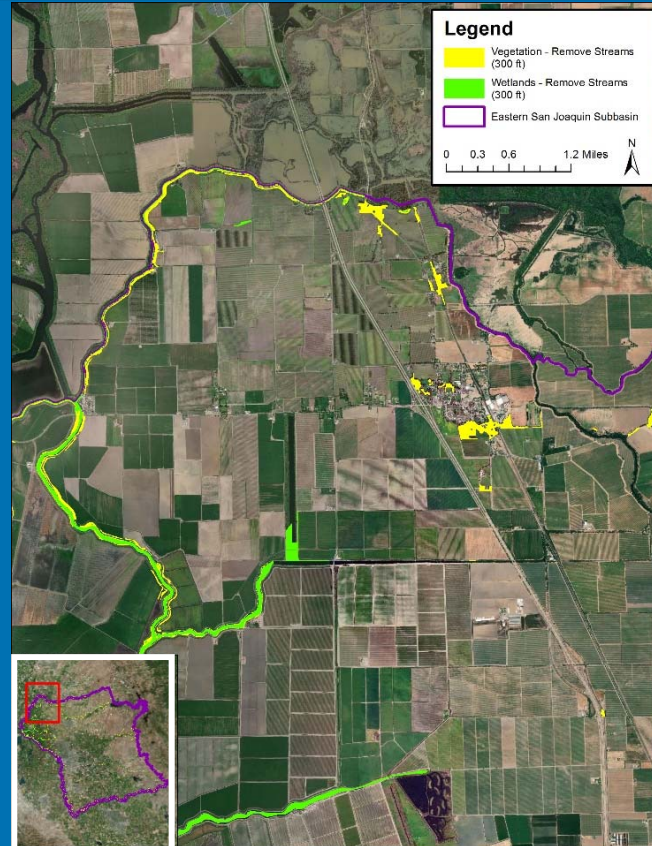 Legend
Vegetation - Remove Streams
(300 ft)
Wetlands - Remove Streams
(300 ft)
Eastern San Joaquin Subbasin
N
0 0.3 0.6 1.2 Miles